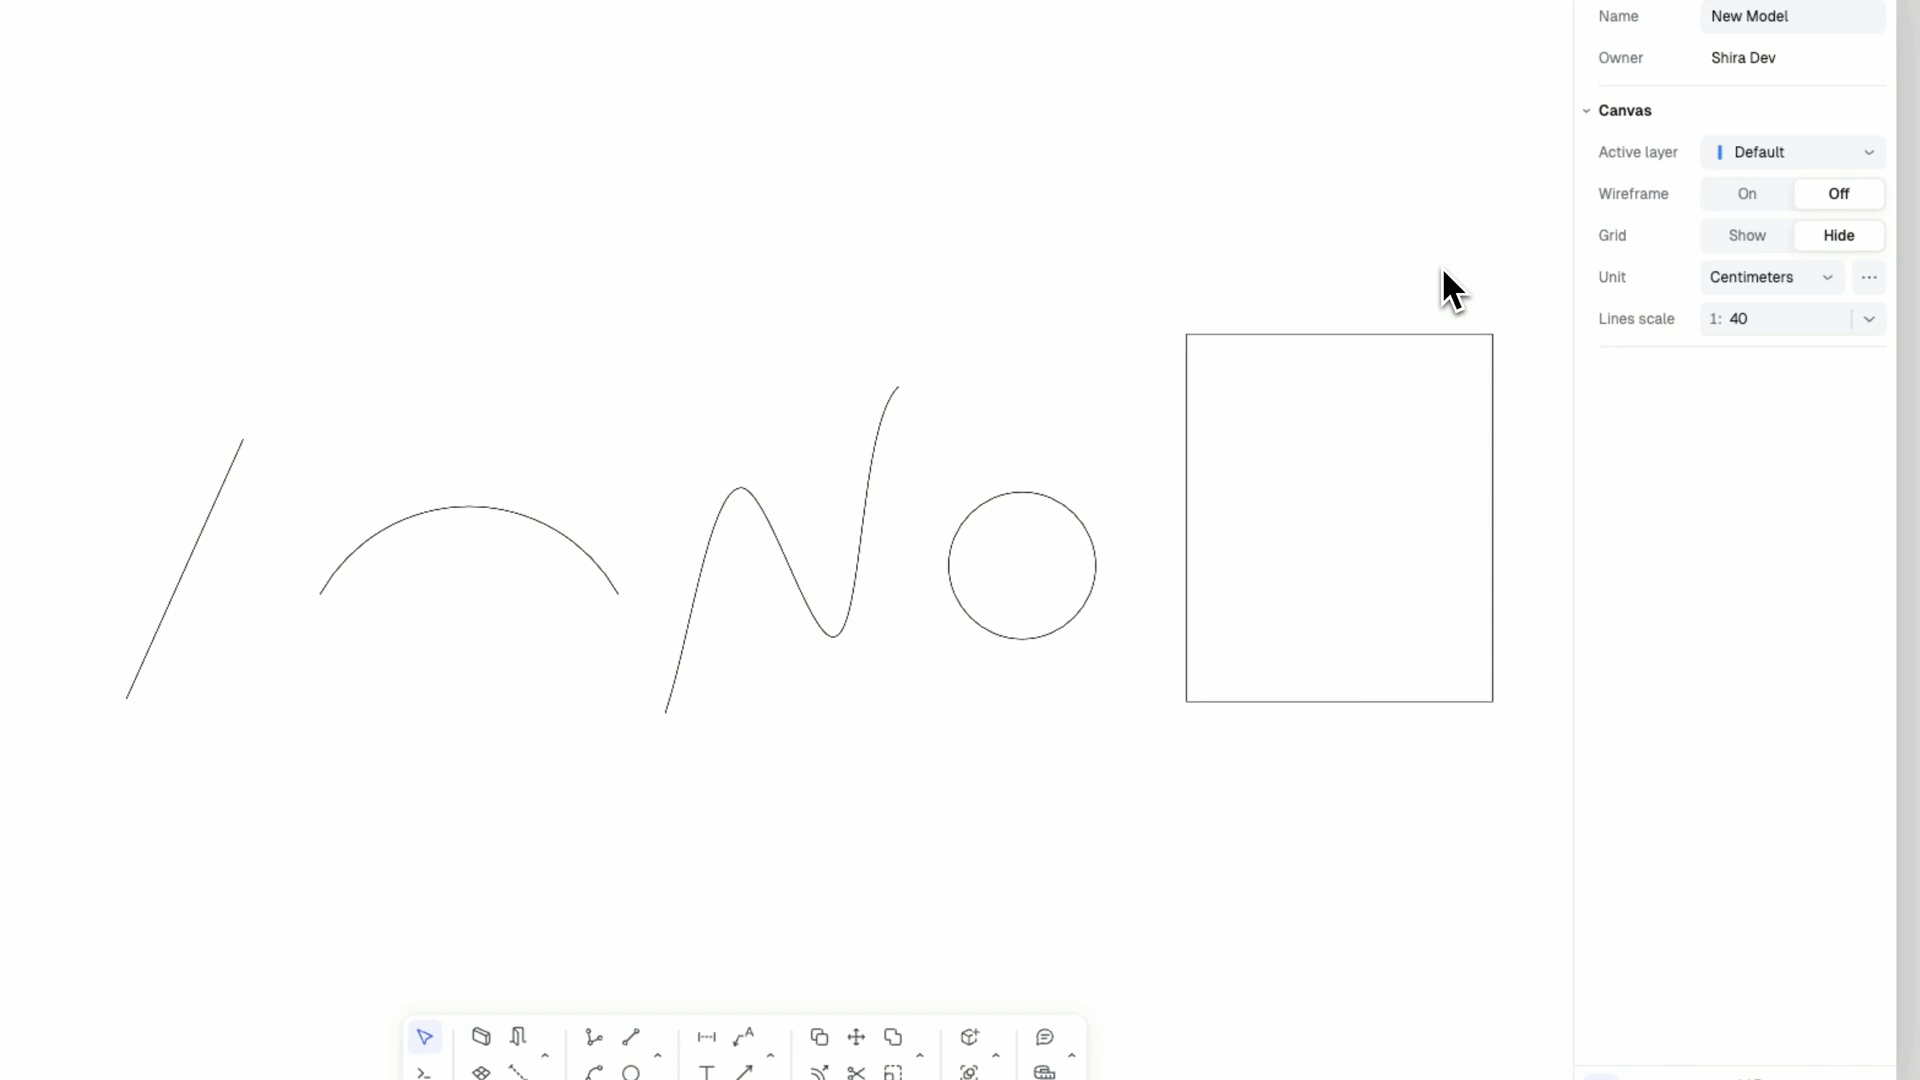 Name New Model
Owner Shira Dev
Canvas
Active layer Default
Wireframe On Off
Grid Show Hide
Unit Centimeters
Lines scale 1: 40